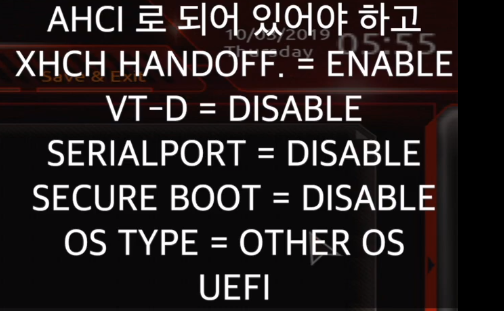 AHCI 로 되어 있어야 하고
10/03/2019
Thursday
05:55
XHCH HANDOFF. = ENABLE
Save & Exit
VT-D = DISABLE
SERIALPORT = DISABLE
SECURE BOOT = DISABLE
OS TYPE = OTHER OS
UEFI